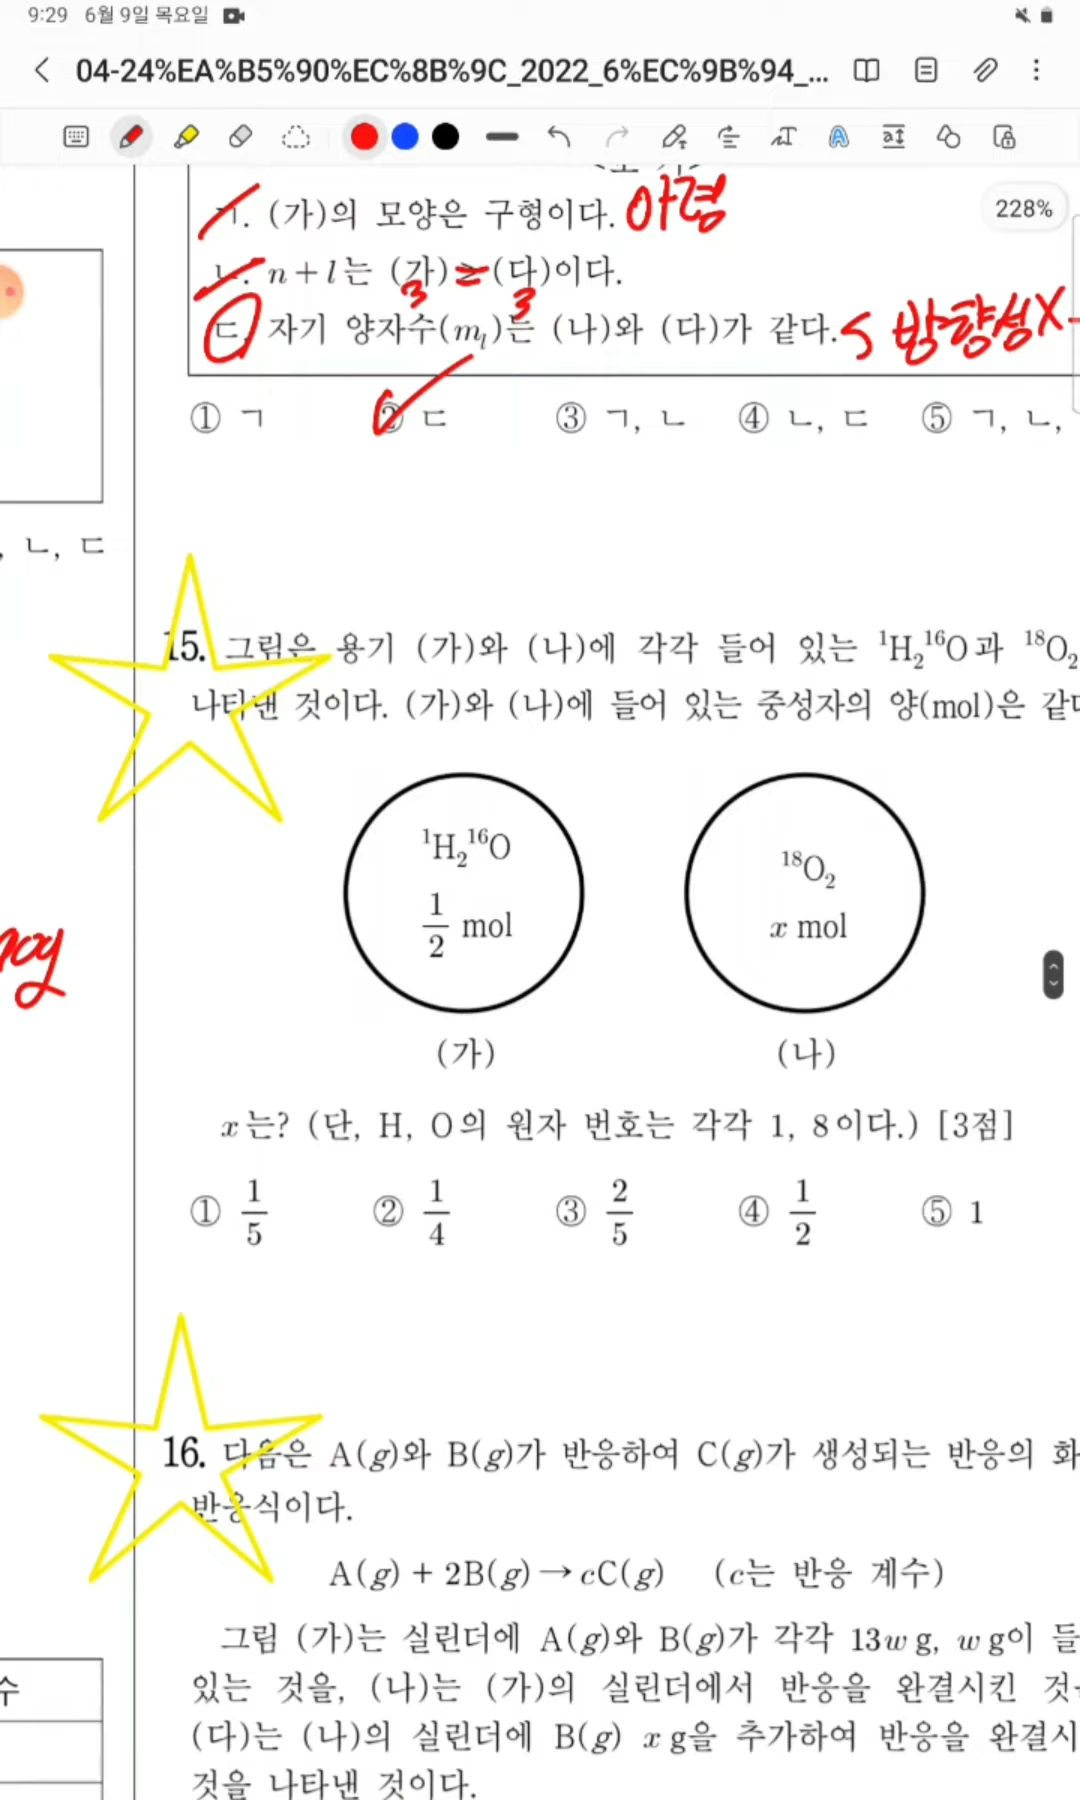 9:29 6월 9일 목요일
04-24%EA%B5%90%EC%8B%9C_2022_6%EC%9B%94_...
228%
ㄱ. (가)의 모양은 구형이다. 아령
ㄴ. n+l는 (가)=(다)이다.
3 3
ㄷ. 자기 양자수(m_l)는 (나)와 (다)가 같다. S 방향성X
① ㄱ ② ㄷ ③ ㄱ, ㄴ ④ ㄴ, ㄷ ⑤ ㄱ, ㄴ,
, ㄴ, ㄷ
15. 그림은 용기 (가)와 (나)에 각각 들어 있는 ¹H₂¹⁶O과 ¹⁸O₂
나타낸 것이다. (가)와 (나)에 들어 있는 중성자의 양(mol)은 같다
¹H₂¹⁶O
1/2 mol
(가)
¹⁸O₂
x mol
(나)
x는? (단, H, O의 원자 번호는 각각 1, 8이다.) [3점]
① 1/5 ② 1/4 ③ 2/5 ④ 1/2 ⑤ 1
16. 다음은 A(g)와 B(g)가 반응하여 C(g)가 생성되는 반응의 화
반응식이다.
A(g) + 2B(g) → cC(g) (c는 반응 계수)
그림 (가)는 실린더에 A(g)와 B(g)가 각각 13w g, w g이 들
있는 것을, (나)는 (가)의 실린더에서 반응을 완결시킨 것
(다)는 (나)의 실린더에 B(g) x g을 추가하여 반응을 완결시
것을 나타낸 것이다.
수